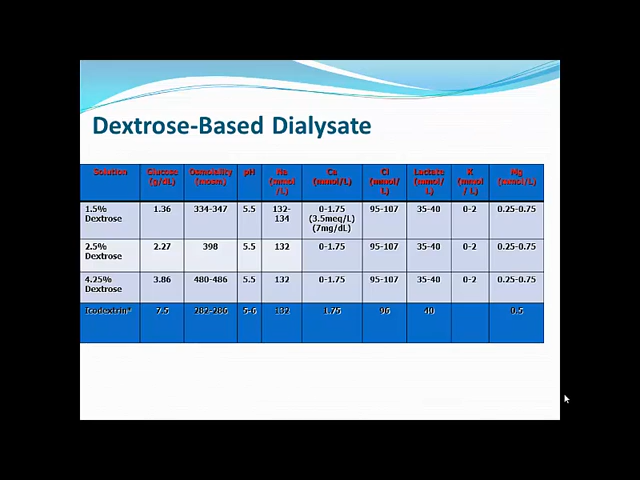 Dextrose-Based Dialysate
Solution Glucose (g/dL) Osmolality (mosm) pH Na (mmol/L) Ca (mmol/L) Cl (mmol/L) Lactate (mmol/L) K (mmol/L) Mg (mmol/L)
1.5% Dextrose 1.36 334-347 5.5 132-134 0-1.75 (3.5meq/L) (7mg/dL) 95-107 35-40 0-2 0.25-0.75
2.5% Dextrose 2.27 398 5.5 132 0-1.75 95-107 35-40 0-2 0.25-0.75
4.25% Dextrose 3.86 480-486 5.5 132 0-1.75 95-107 35-40 0-2 0.25-0.75
Icodextrin* 7.5 282-286 5-6 132 1.75 96 40 0.5